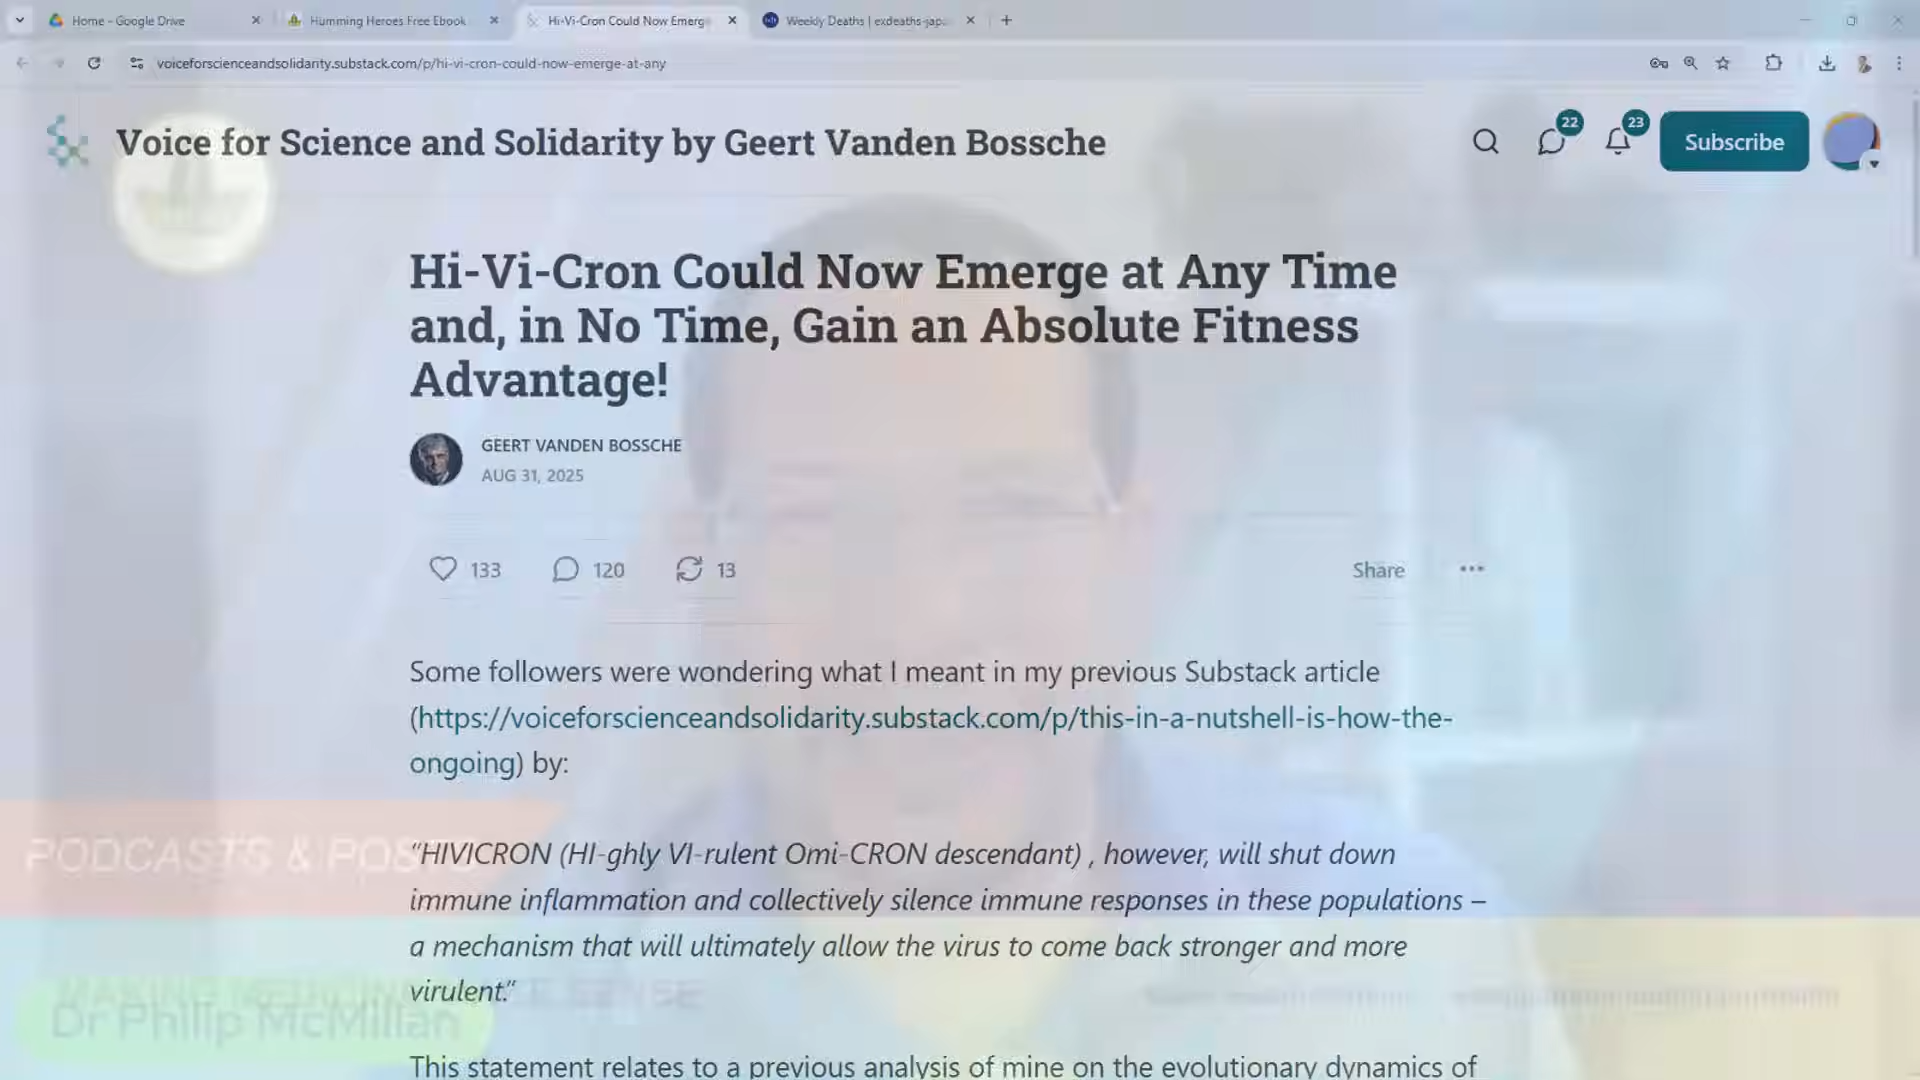 Home - Google Drive
Humming Heroes Free Ebook
Hi-Vi-Cron Could Now Emerg
Weekly Deaths | exdeaths-japa
voiceforscienceandsolidarity.substack.com/p/hi-vi-cron-could-now-emerge-at-any
Voice for Science and Solidarity by Geert Vanden Bossche
22
23
Subscribe
Hi-Vi-Cron Could Now Emerge at Any Time
and, in No Time, Gain an Absolute Fitness
Advantage!
GEERT VANDEN BOSSCHE
AUG 31, 2025
133
120
13
Share
Some followers were wondering what I meant in my previous Substack article
(https://voiceforscienceandsolidarity.substack.com/p/this-in-a-nutshell-is-how-the-
ongoing) by:
PODCASTS & POS
“HIVICRON (HI-ghly VI-rulent Omi-CRON descendant) , however, will shut down
immune inflammation and collectively silence immune responses in these populations –
a mechanism that will ultimately allow the virus to come back stronger and more
virulent.”
MAKING MEDICINE SENSE
Dr Philip McMillan
This statement relates to a previous analysis of mine on the evolutionary dynamics of